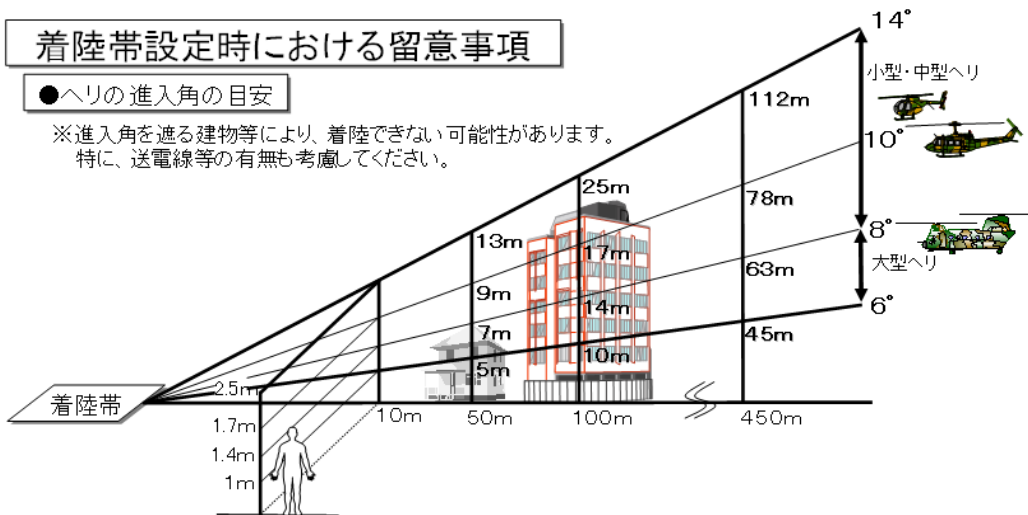 着陸帯設定時における留意事項
●ヘリの進入角の目安
※進入角を遮る建物等により、着陸できない可能性があります。
特に、送電線等の有無も考慮してください。
14°
小型・中型ヘリ
112m
10°
25m
78m
8°
13m
17m
大型ヘリ
63m
9m
14m
6°
7m
45m
10m
5m
2.5m
着陸帯
10m
50m
100m
450m
1.7m
1.4m
1m